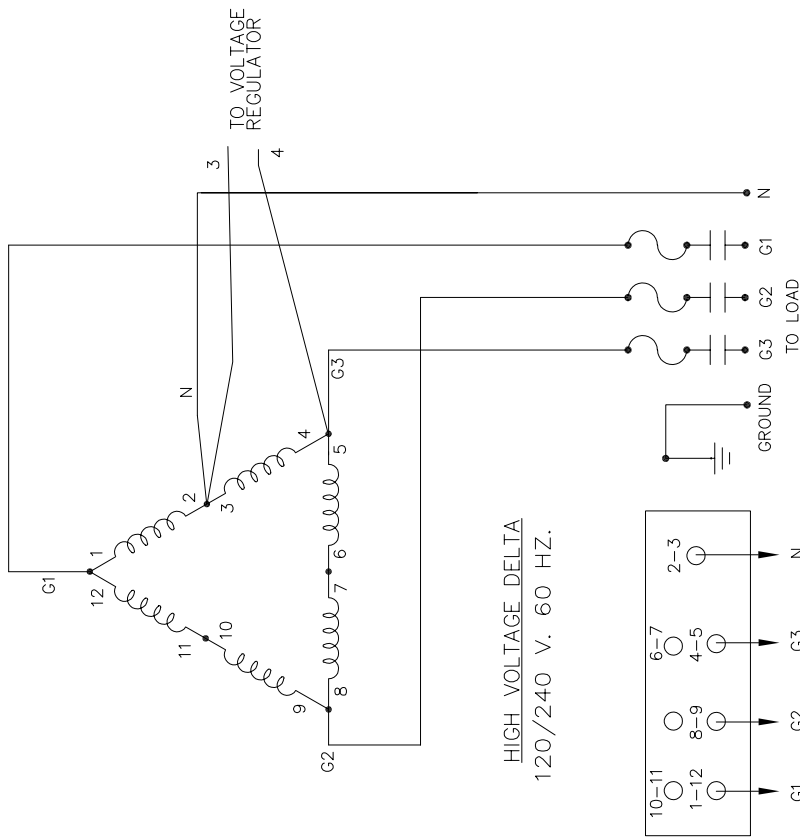 TO VOLTAGE
REGULATOR
3
4
N
G1
1
2
12
3
11
10
4
9
5
6
7
8
G3
G2
HIGH VOLTAGE DELTA
120/240 V. 60 HZ.
GROUND
G3
G2
G1
N
TO LOAD
10-11
6-7
2-3
1-12
8-9
4-5
G1
G2
G3
N